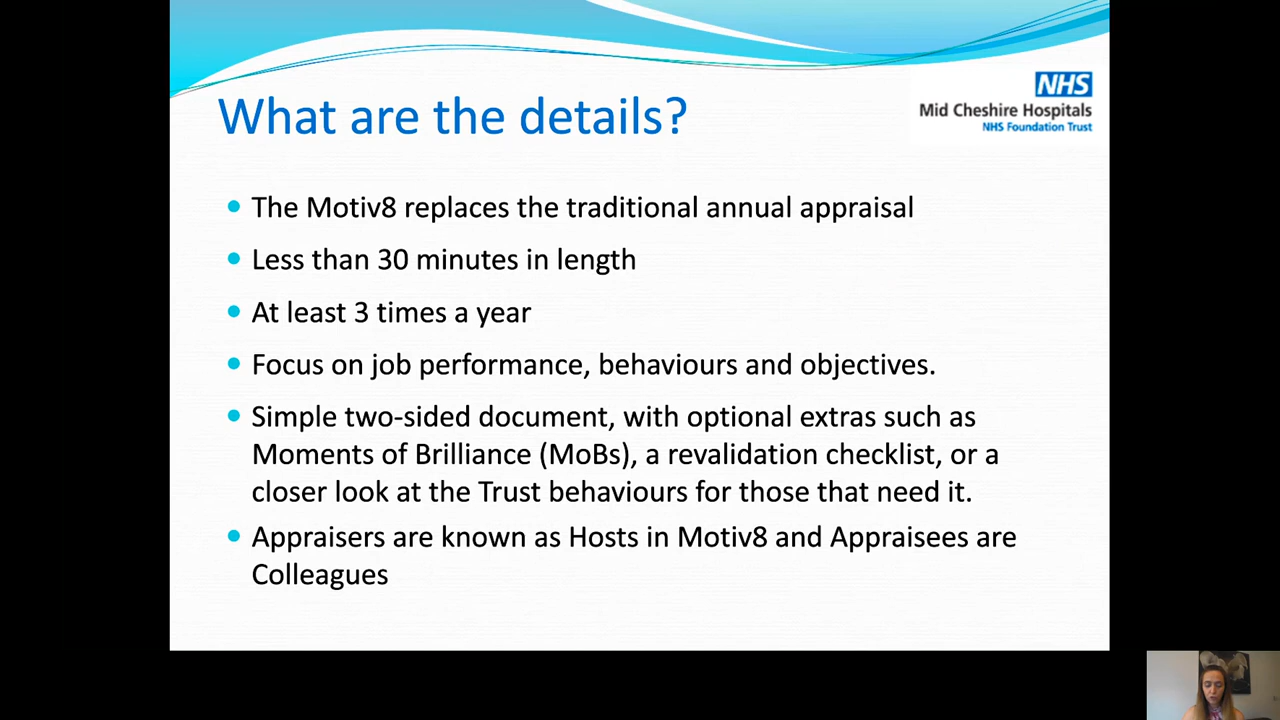 NHS
Mid Cheshire Hospitals
NHS Foundation Trust
What are the details?
• The Motiv8 replaces the traditional annual appraisal
• Less than 30 minutes in length
• At least 3 times a year
• Focus on job performance, behaviours and objectives.
• Simple two-sided document, with optional extras such as
Moments of Brilliance (MoBs), a revalidation checklist, or a
closer look at the Trust behaviours for those that need it.
• Appraisers are known as Hosts in Motiv8 and Appraisees are
Colleagues